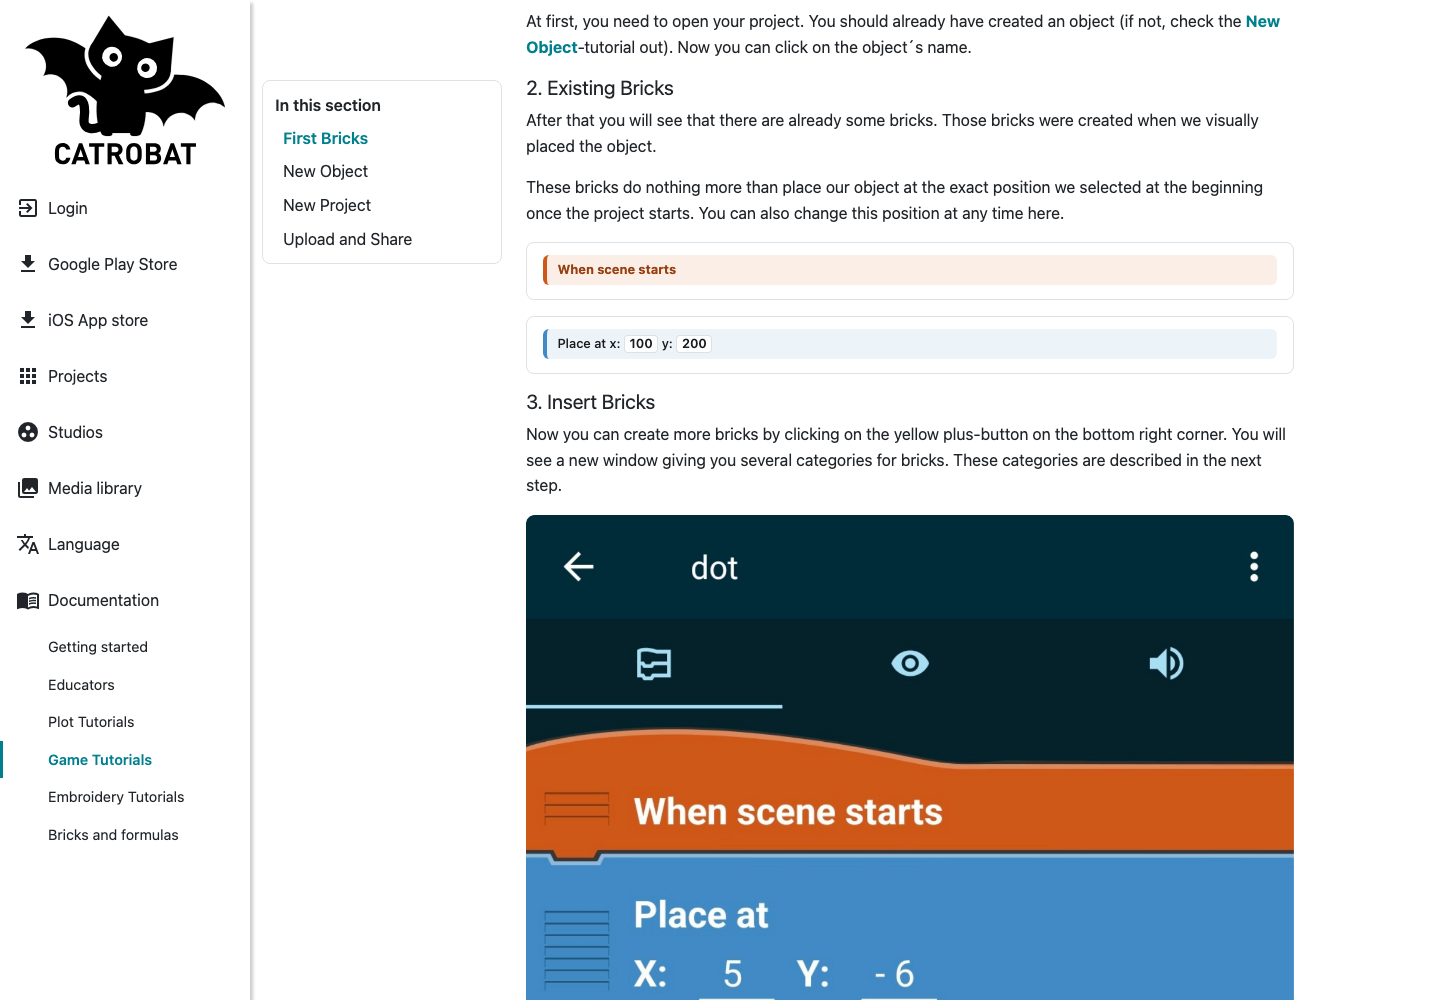 CATROBAT
Login
Google Play Store
iOS App store
Projects
Studios
Media library
Language
Documentation
Getting started
Educators
Plot Tutorials
Game Tutorials
Embroidery Tutorials
Bricks and formulas
In this section
First Bricks
New Object
New Project
Upload and Share
At first, you need to open your project. You should already have created an object (if not, check the New
Object-tutorial out). Now you can click on the object´s name.
2. Existing Bricks
After that you will see that there are already some bricks. Those bricks were created when we visually
placed the object.
These bricks do nothing more than place our object at the exact position we selected at the beginning
once the project starts. You can also change this position at any time here.
When scene starts
Place at x: 100 y: 200
3. Insert Bricks
Now you can create more bricks by clicking on the yellow plus-button on the bottom right corner. You will
see a new window giving you several categories for bricks. These categories are described in the next
step.
dot
When scene starts
Place at
X: 5 Y: - 6